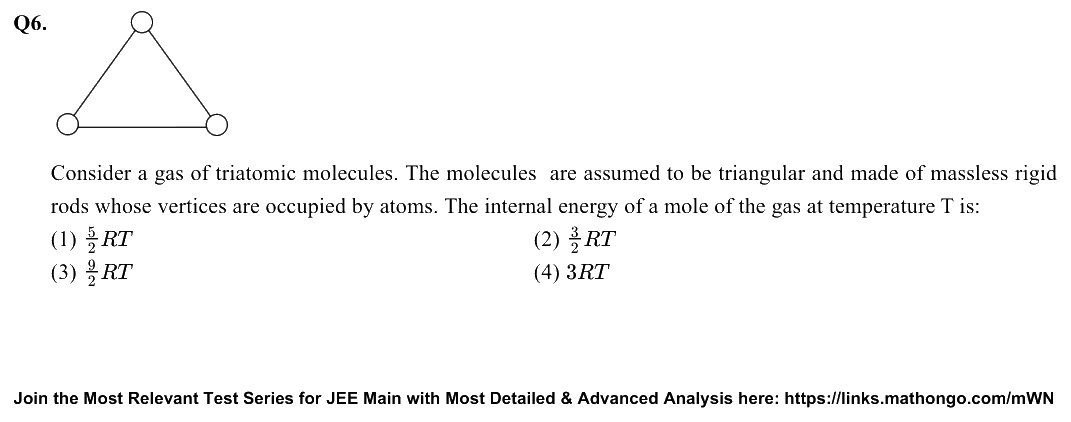 Q6.
Consider a gas of triatomic molecules. The molecules are assumed to be triangular and made of massless rigid
rods whose vertices are occupied by atoms. The internal energy of a mole of the gas at temperature T is:
(1) 5/2 RT (2) 3/2 RT
(3) 9/2 RT (4) 3RT
Join the Most Relevant Test Series for JEE Main with Most Detailed & Advanced Analysis here: https://links.mathongo.com/mWN